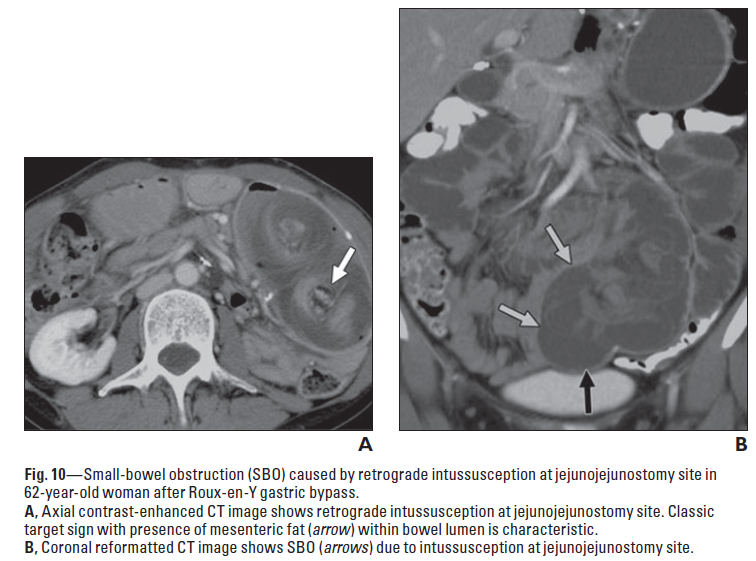 A
B
Fig. 10—Small-bowel obstruction (SBO) caused by retrograde intussusception at jejunojejunostomy site in
62-year-old woman after Roux-en-Y gastric bypass.
A, Axial contrast-enhanced CT image shows retrograde intussusception at jejunojejunostomy site. Classic
target sign with presence of mesenteric fat (arrow) within bowel lumen is characteristic.
B, Coronal reformatted CT image shows SBO (arrows) due to intussusception at jejunojejunostomy site.